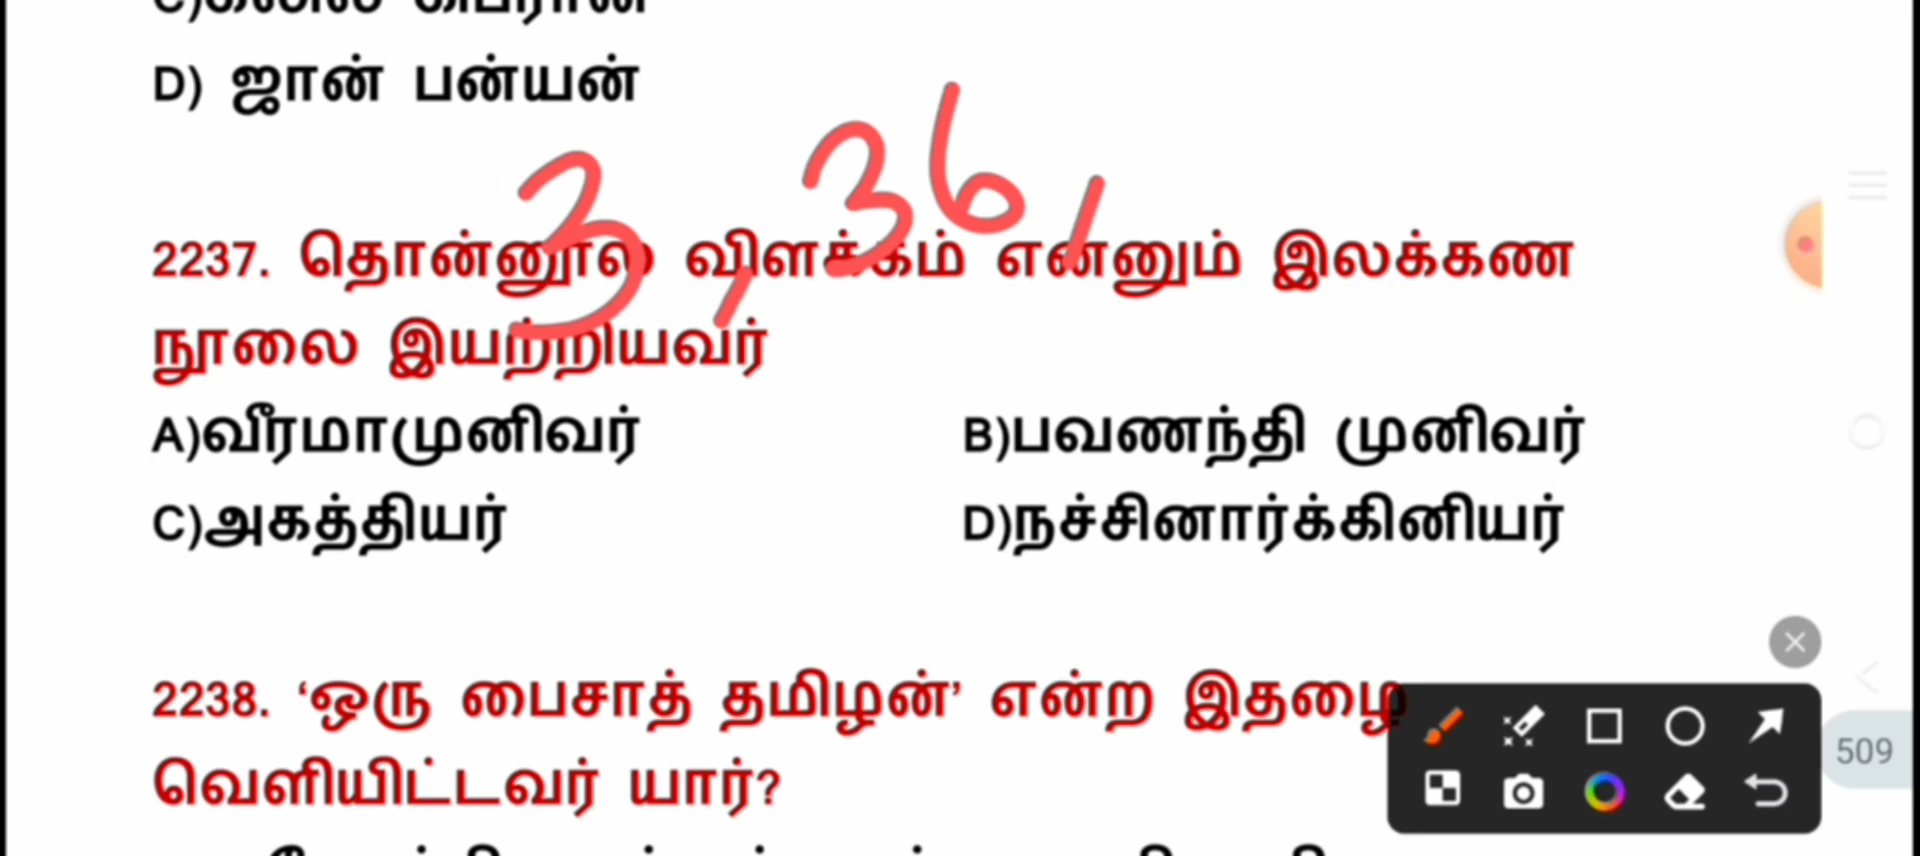 D) ஜான் பன்யன்
3, 36,
2237. தொன்னூல் விளக்கம் என்னும் இலக்கண
நூலை இயற்றியவர்
A)வீரமாமுனிவர் B)பவணந்தி முனிவர்
C)அகத்தியர் D)நச்சினார்க்கினியர்
2238. ‘ஒரு பைசாத் தமிழன்’ என்ற இதழை
வெளியிட்டவர் யார்?
509